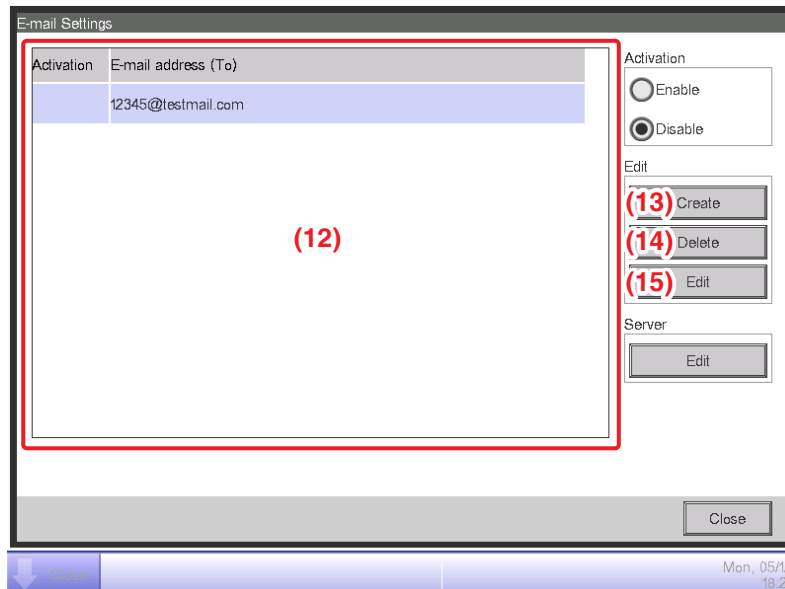 E-mail Settings
Activation E-mail address (To)
12345@testmail.com
(12)
Activation
Enable
Disable
Edit
(13) Create
(14) Delete
(15) Edit
Server
Edit
Close
Close
Mon, 05/1
18:2